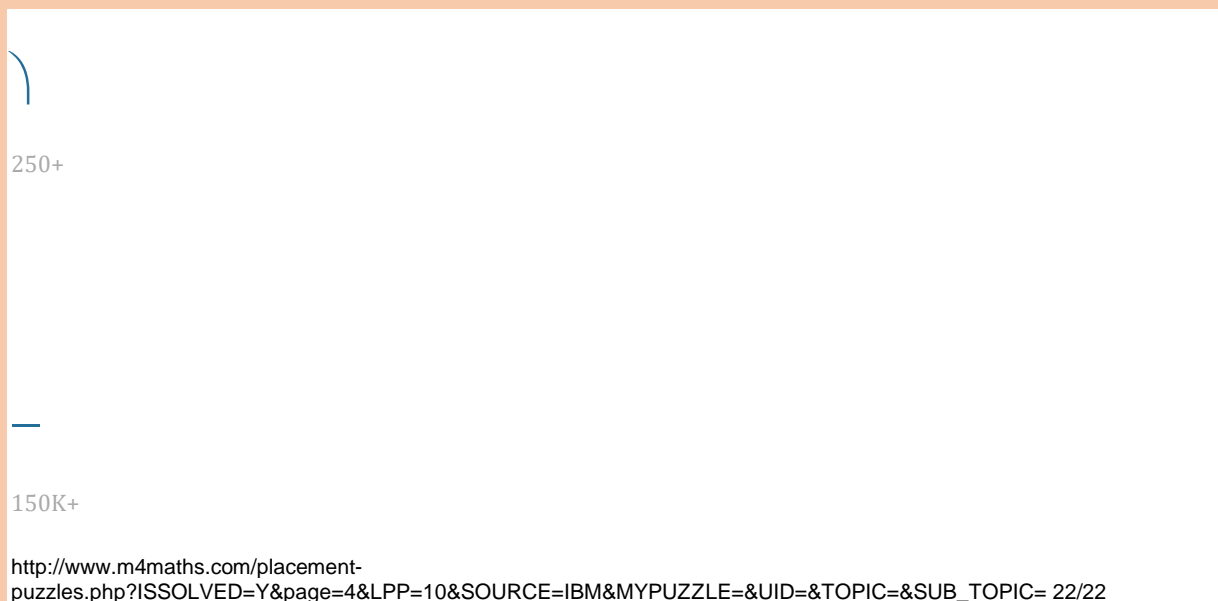 250+
150K+
http://www.m4maths.com/placement-
puzzles.php?ISSOLVED=Y&page=4&LPP=10&SOURCE=IBM&MYPUZZLE=&UID=&TOPIC=&SUB_TOPIC= 22/22